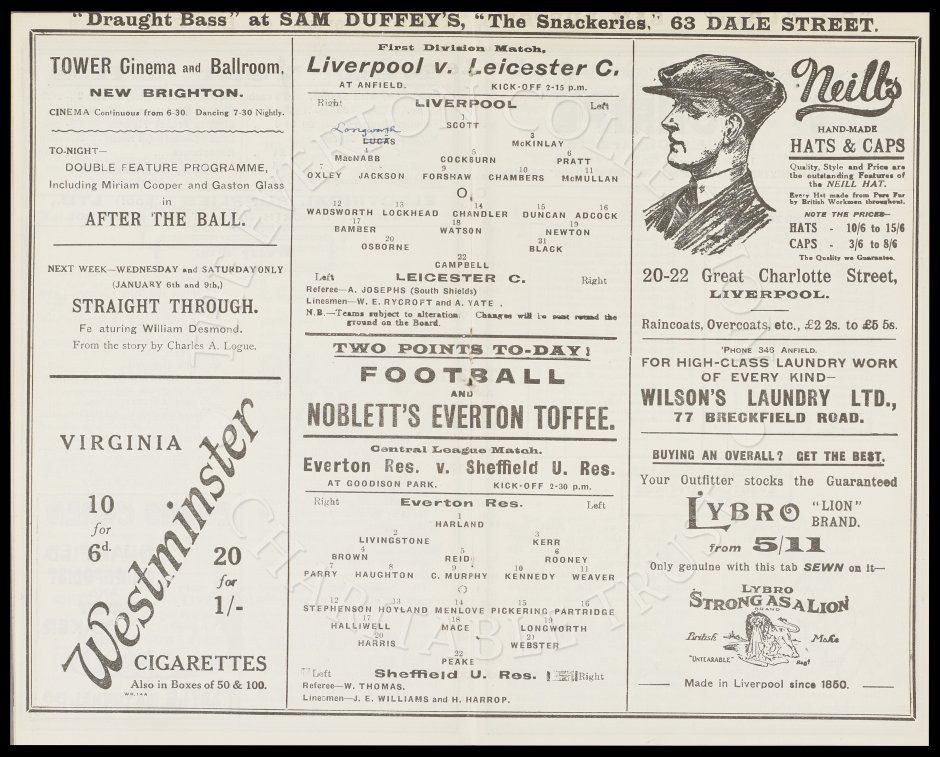 "Draught Bass" at SAM DUFFEY'S, "The Snackeries," 63 DALE STREET.
TOWER Cinema and Ballroom,
NEW BRIGHTON.
CINEMA Continuous from 6-30. Dancing 7-30 Nightly.
TO-NIGHT—
DOUBLE FEATURE PROGRAMME,
Including Miriam Cooper and Gaston Glass
in
AFTER THE BALL.
NEXT WEEK—WEDNESDAY and SATURDAY ONLY
(JANUARY 6th and 9th,)
STRAIGHT THROUGH.
Featuring William Desmond.
From the story by Charles A. Logue.
VIRGINIA
Westminster
10
for
6d.
20
for
1/-
CIGARETTES
Also in Boxes of 50 & 100.
First Division Match.
Liverpool v. Leicester C.
AT ANFIELD. KICK-OFF 2-15 p.m.
Right LIVERPOOL Left
1
SCOTT
Longworth
LUCAS
3
McKINLAY
4 5 6
MacNABB COCKBURN PRATT
7 8 9 10 11
OXLEY JACKSON FORSHAW CHAMBERS McMULLAN
O
12 13 14 15 16
WADSWORTH LOCKHEAD CHANDLER DUNCAN ADCOCK
17 18 19
BAMBER WATSON NEWTON
20 21
OSBORNE BLACK
22
CAMPBELL
Left LEICESTER C. Right
Referee—A. JOSEPHS (South Shields)
Linesmen—W. E. RYCROFT and A. YATE .
N.B.—Teams subject to alteration. Changes will be sent round the
ground on the Board.
TWO POINTS TO-DAY!
FOOTBALL
AND
NOBLETT'S EVERTON TOFFEE.
Central League Match.
Everton Res. v. Sheffield U. Res.
AT GOODISON PARK. KICK-OFF 2-30 p.m.
Right Everton Res. Left
1
HARLAND
2 3
LIVINGSTONE KERR
4 5 6
BROWN REID ROONEY
7 8 9 10 11
PARRY HAUGHTON C. MURPHY KENNEDY WEAVER
O
12 13 14 15 16
STEPHENSON HOYLAND MENLOVE PICKERING PARTRIDGE
17 18 19
HALLIWELL MACE LONGWORTH
20 21
HARRIS WEBSTER
22
PEAKE
Left Sheffield U. Res. Right
Referee—W. THOMAS.
Linesmen—J. E. WILLIAMS and H. HARROP.
Neill's
HAND-MADE
HATS & CAPS
Quality, Style and Price are
the outstanding Features of
the NEILL HAT.
Every Hat made from Pure Fur
by British Workmen throughout.
NOTE THE PRICES—
HATS - 10/6 to 15/6
CAPS - 3/6 to 8/6
The Quality we Guarantee.
20-22 Great Charlotte Street,
LIVERPOOL.
Raincoats, Overcoats, etc., £2 2s. to £5 5s.
'PHONE 346 ANFIELD.
FOR HIGH-CLASS LAUNDRY WORK
OF EVERY KIND—
WILSON'S LAUNDRY LTD.,
77 BRECKFIELD ROAD.
BUYING AN OVERALL? GET THE BEST.
Your Outfitter stocks the Guaranteed
LYBRO "LION"
BRAND.
from 5/11
Only genuine with this tab SEWN on it—
LYBRO
STRONG AS A LION
BRAND
British Make
"UNTEARABLE" Regd
Made in Liverpool since 1850.
THE EVERTON COLLECTION
CHARITABLE TRUST